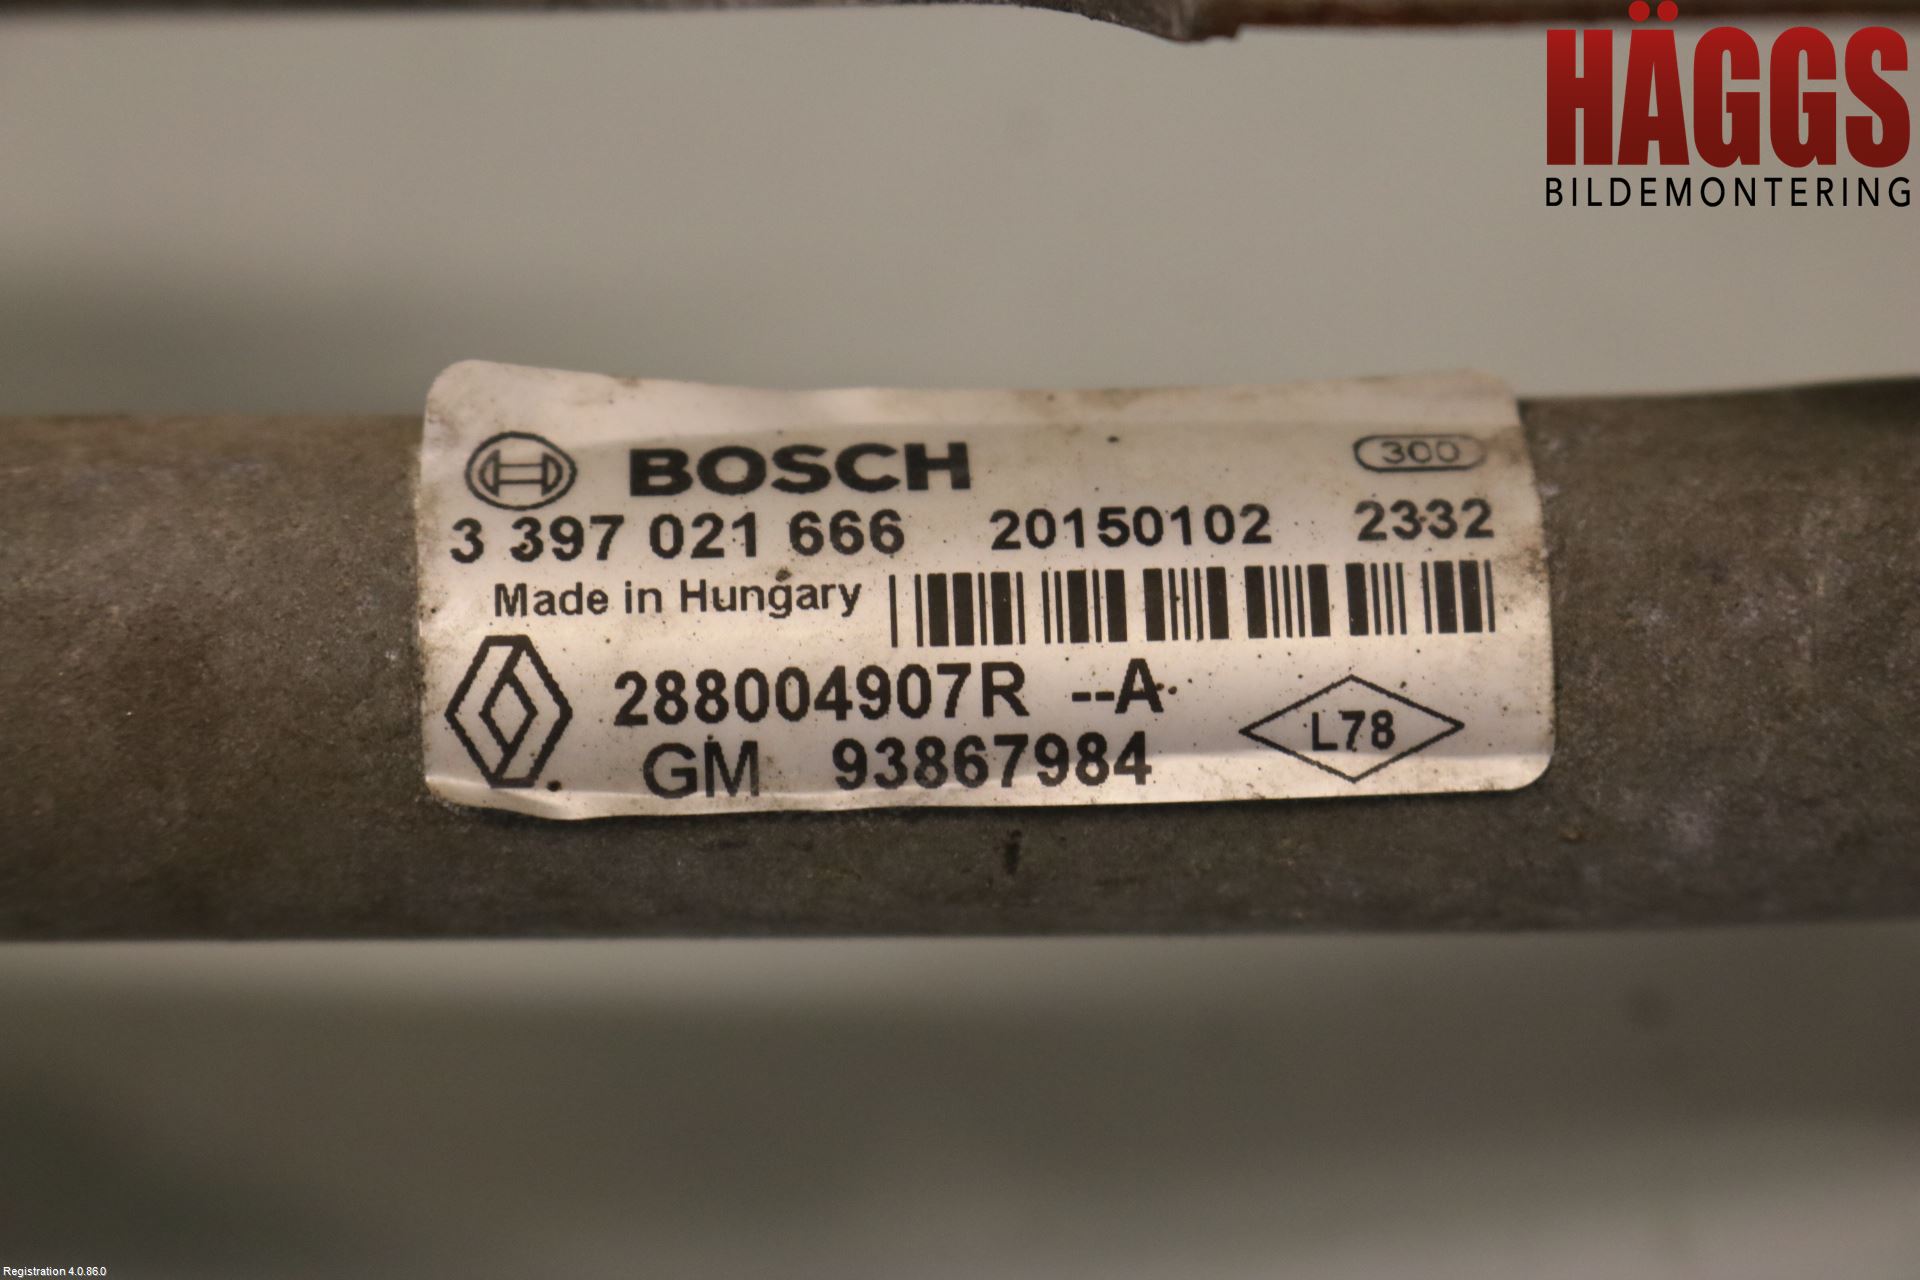 HÄGGS
BILDEMONTERING
BOSCH 300
3 397 021 666 20150102 2332
Made in Hungary
288004907R --A
L78
GM 93867984
Registration 4.0.86.0